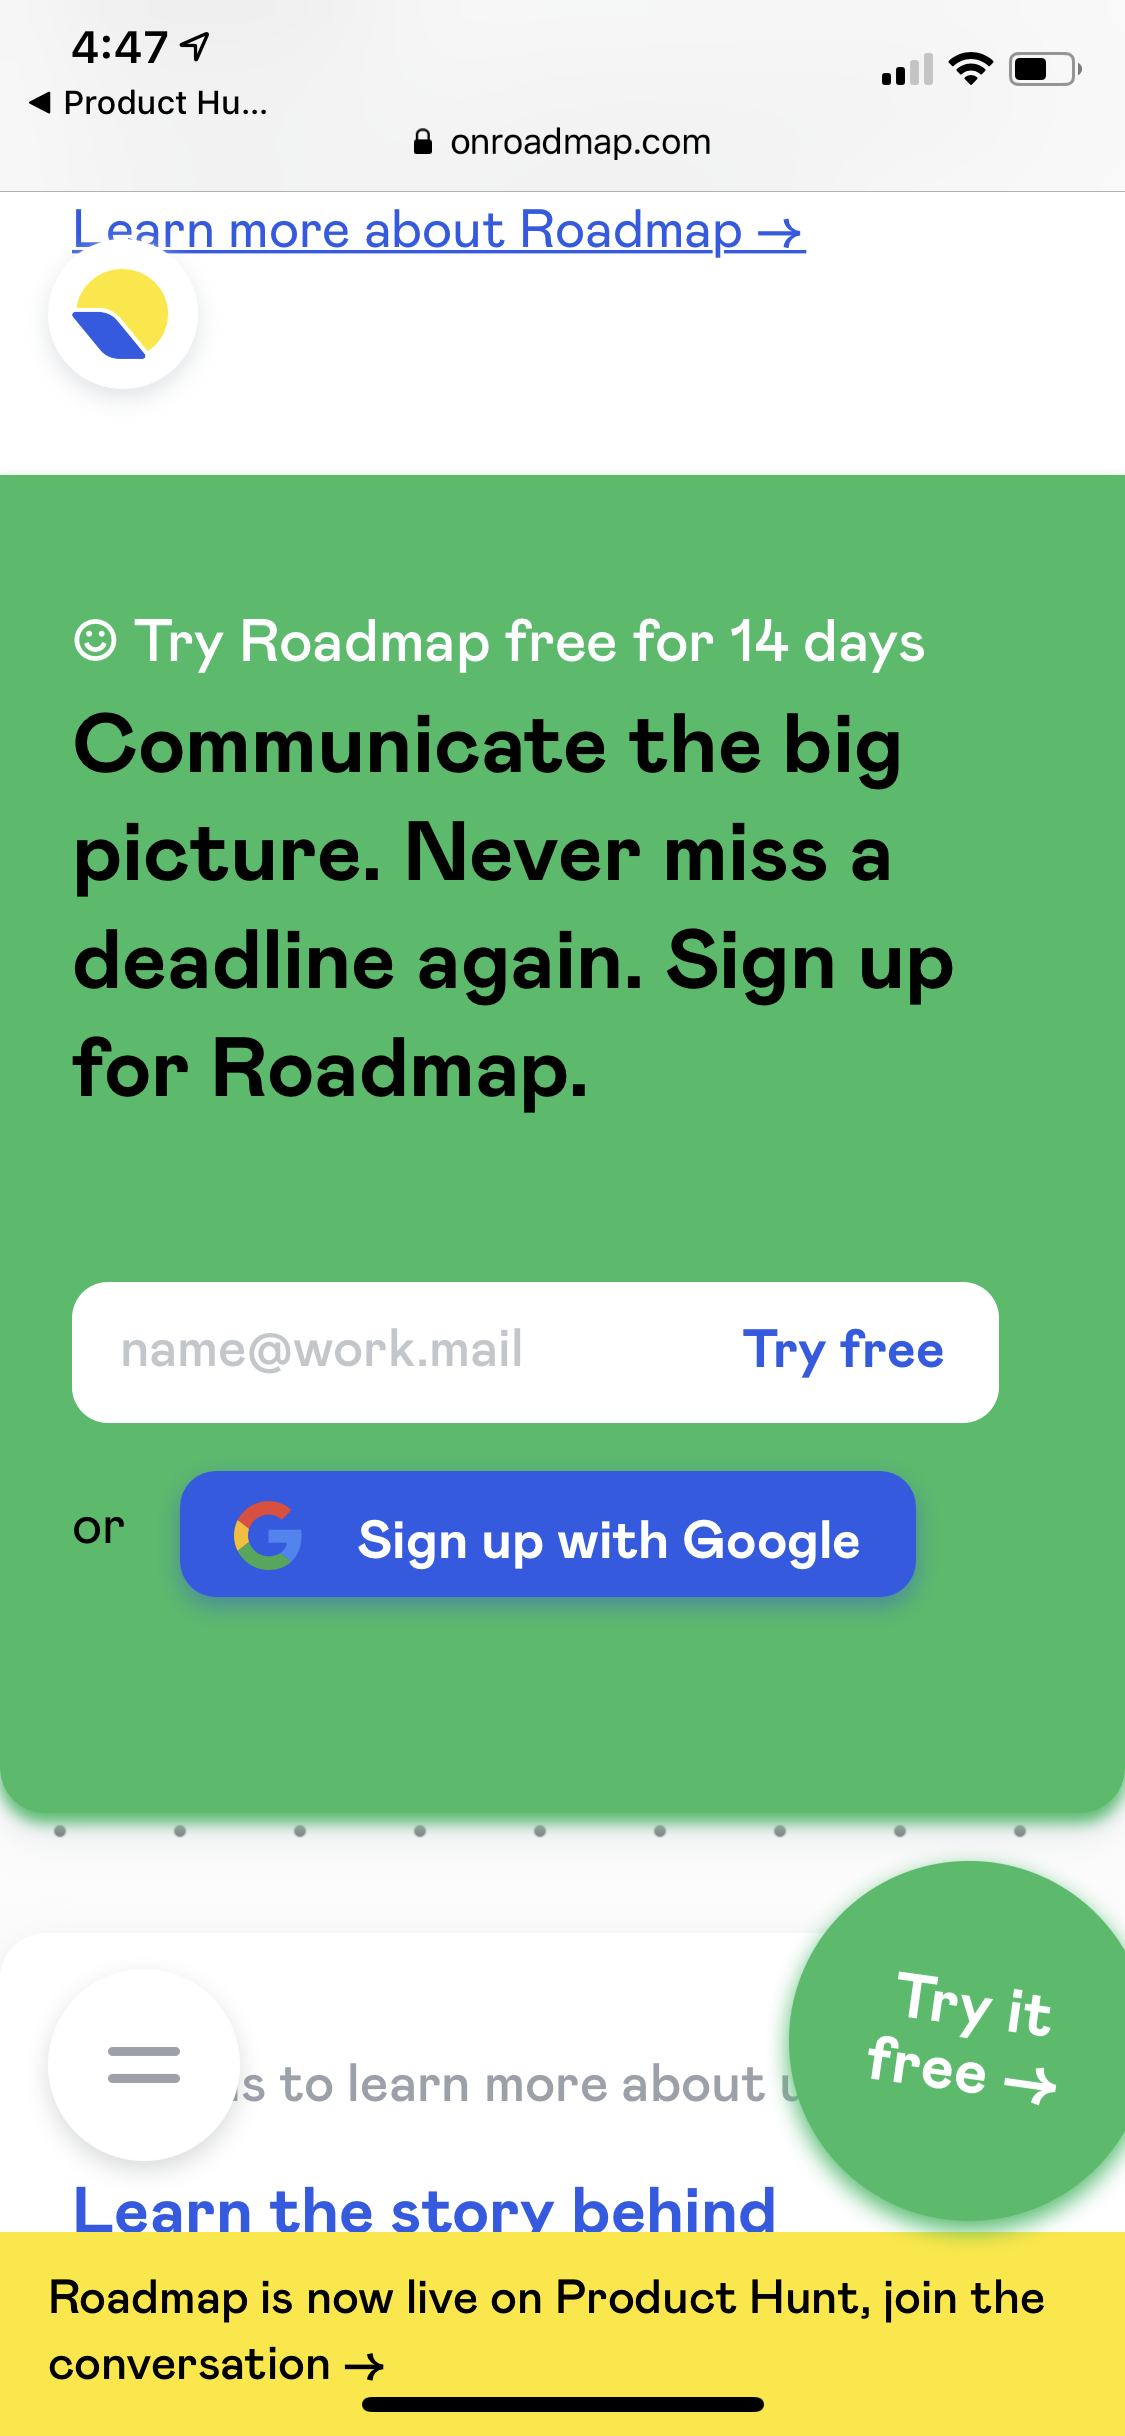 4:47
Product Hu...
onroadmap.com
Learn more about Roadmap →
Try Roadmap free for 14 days
Communicate the big
picture. Never miss a
deadline again. Sign up
for Roadmap.
name@work.mail
Try free
or
Sign up with Google
Try it
free →
to learn more about
Learn the story behind
Roadmap is now live on Product Hunt, join the
conversation →